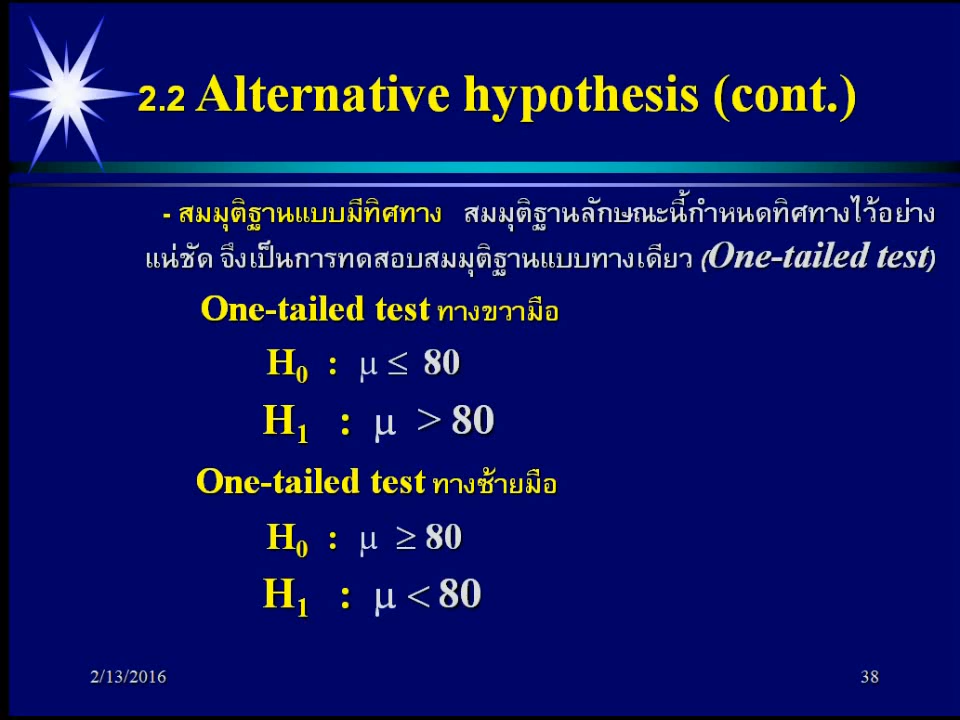 2.2 Alternative hypothesis (cont.)
- สมมุติฐานแบบมีทิศทาง สมมุติฐานลักษณะนี้กำหนดทิศทางไว้อย่าง
แน่ชัด จึงเป็นการทดสอบสมมุติฐานแบบทางเดียว (One-tailed test)
One-tailed test ทางขวามือ
H₀ : μ ≤ 80
H₁ : μ > 80
One-tailed test ทางซ้ายมือ
H₀ : μ ≥ 80
H₁ : μ < 80
2/13/2016 38